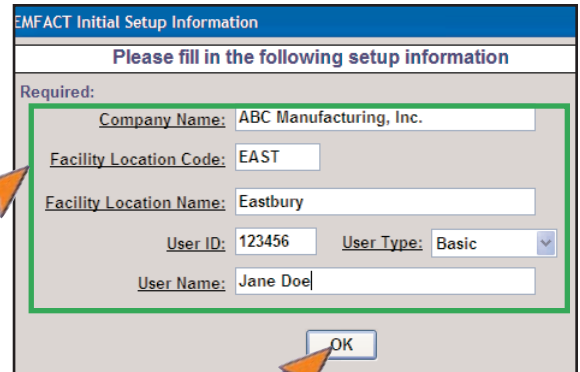 EMFACT Initial Setup Information
Please fill in the following setup information
Required:
Company Name: ABC Manufacturing, Inc.
Facility Location Code: EAST
Facility Location Name: Eastbury
User ID: 123456 User Type: Basic
User Name: Jane Doe
OK